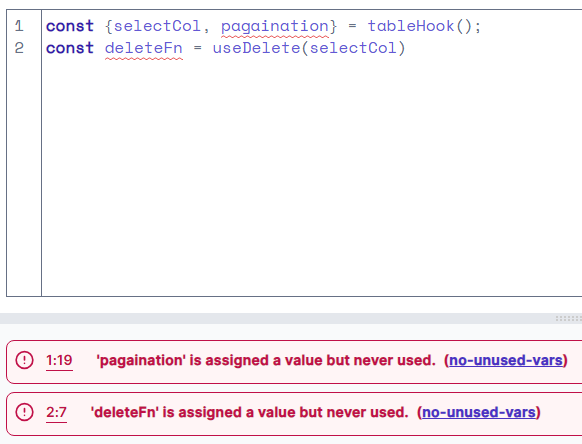 1 const {selectCol, pagaination} = tableHook();
2 const deleteFn = useDelete(selectCol)
1:19 'pagaination' is assigned a value but never used. (no-unused-vars)
2:7 'deleteFn' is assigned a value but never used. (no-unused-vars)